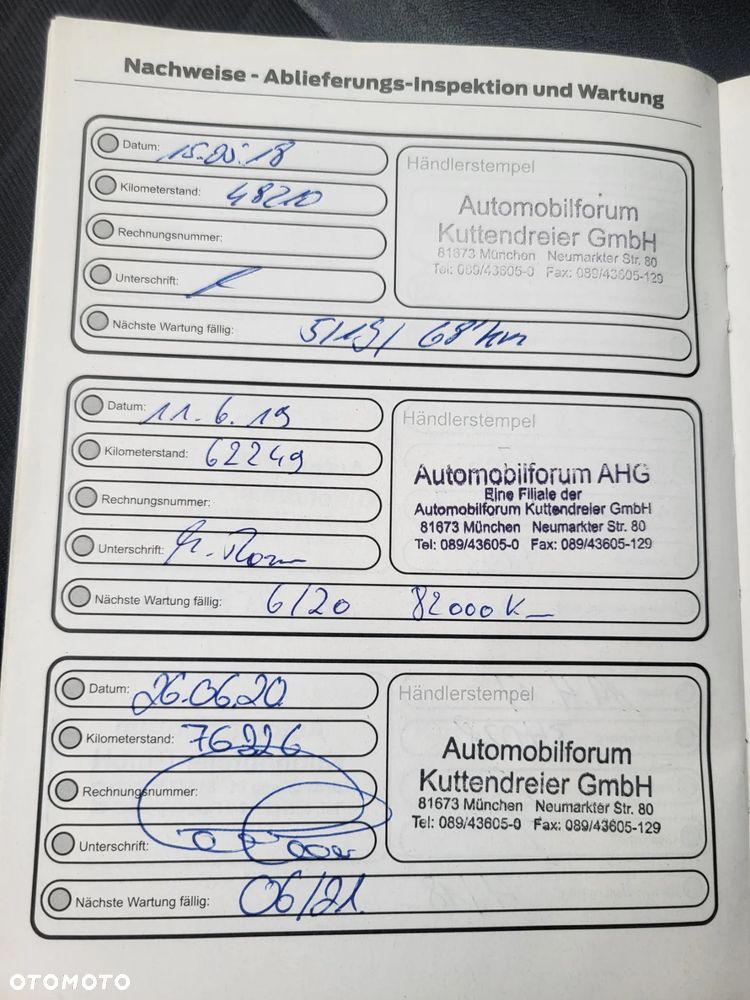 Nachweise - Ablieferungs-Inspektion und Wartung
Datum: 15.05.18
Kilometerstand: 48210
Rechnungsnummer:
Unterschrift:
Nächste Wartung fällig: 5/19/ 68' km
Händlerstempel
Automobilforum
Kuttendreier GmbH
81673 München Neumarkter Str. 80
Tel: 089/43605-0 Fax: 089/43605-129
Datum: 11.6.19
Kilometerstand: 62249
Rechnungsnummer:
Unterschrift:
Nächste Wartung fällig: 6/20 82000 K
Händlerstempel
Automobilforum AHG
Eine Filiale der
Automobilforum Kuttendreier GmbH
81673 München Neumarkter Str. 80
Tel: 089/43605-0 Fax: 089/43605-129
Datum: 26.06.20
Kilometerstand: 76226
Rechnungsnummer:
Unterschrift:
Nächste Wartung fällig: 06/21.
Händlerstempel
Automobilforum
Kuttendreier GmbH
81673 München Neumarkter Str. 80
Tel: 089/43605-0 Fax: 089/43605-129
OTOMOTO